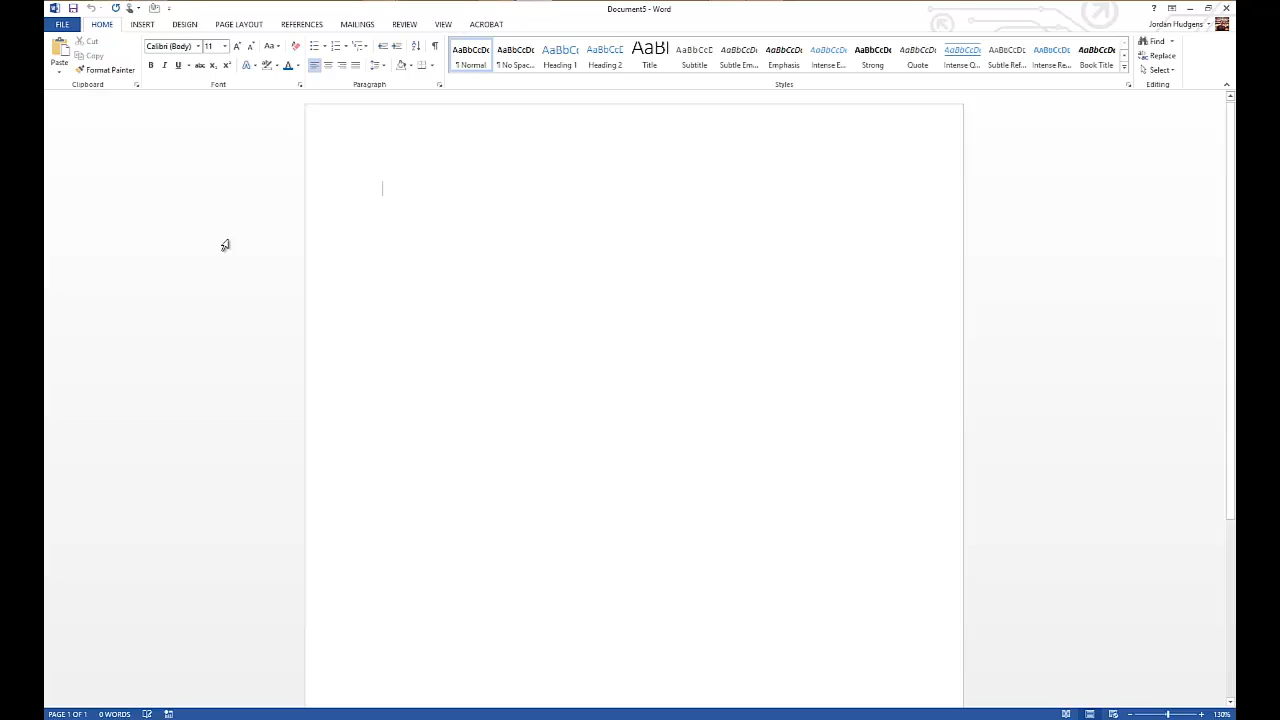 Document5 - Word
FILE HOME INSERT DESIGN PAGE LAYOUT REFERENCES MAILINGS REVIEW VIEW ACROBAT Jordan Hudgens
Paste
Cut
Copy
Format Painter
Clipboard
Calibri (Body) 11
Font
Paragraph
AaBbCcDc AaBbCcDc AaBbCc AaBbCcC AaBl AaBbCcE AaBbCcDc AaBbCcDc AaBbCcDc AaBbCcDc AaBbCcDc AaBbCcDc AaBbCcDc AaBbCcDc AaBbCcDc
¶ Normal ¶ No Spac... Heading 1 Heading 2 Title Subtitle Subtle Em... Emphasis Intense E... Strong Quote Intense Q... Subtle Ref... Intense Re... Book Title
Styles
Find
Replace
Select
Editing
PAGE 1 OF 1 0 WORDS 130%